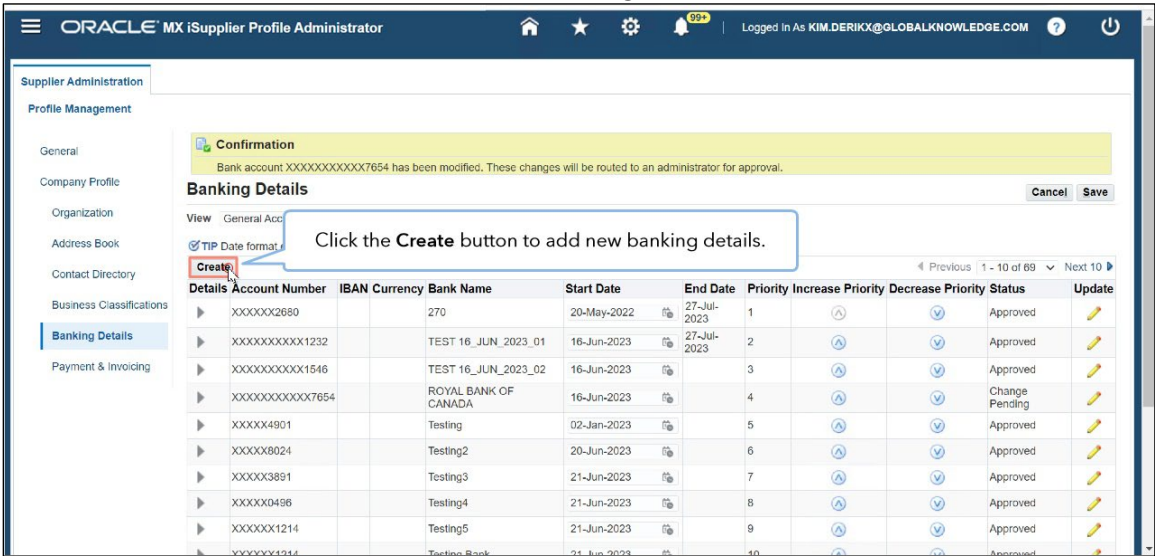 ORACLE MX iSupplier Profile Administrator 99+ Logged In As KIM.DERIKX@GLOBALKNOWLEDGE.COM ?
Supplier Administration
Profile Management
General
Company Profile
Organization
Address Book
Contact Directory
Business Classifications
Banking Details
Payment & Invoicing
Confirmation
Bank account XXXXXXXXXXX7654 has been modified. These changes will be routed to an administrator for approval.
Banking Details Cancel Save
View General Acc
TIP Date format
Click the Create button to add new banking details.
Create Previous 1 - 10 of 69 Next 10
Details Account Number IBAN Currency Bank Name Start Date End Date Priority Increase Priority Decrease Priority Status Update
XXXXXX2680 270 20-May-2022 27-Jul-2023 1 Approved
XXXXXXXXXX1232 TEST 16_JUN_2023_01 16-Jun-2023 27-Jul-2023 2 Approved
XXXXXXXXXX1546 TEST 16_JUN_2023_02 16-Jun-2023 3 Approved
XXXXXXXXXXX7654 ROYAL BANK OF CANADA 16-Jun-2023 4 Change Pending
XXXXX4901 Testing 02-Jan-2023 5 Approved
XXXXX8024 Testing2 20-Jun-2023 6 Approved
XXXXX3891 Testing3 21-Jun-2023 7 Approved
XXXXX0496 Testing4 21-Jun-2023 8 Approved
XXXXXX1214 Testing5 21-Jun-2023 9 Approved
XXXXXX1314 Testing Bank 21-Jun-2023 10 Approved